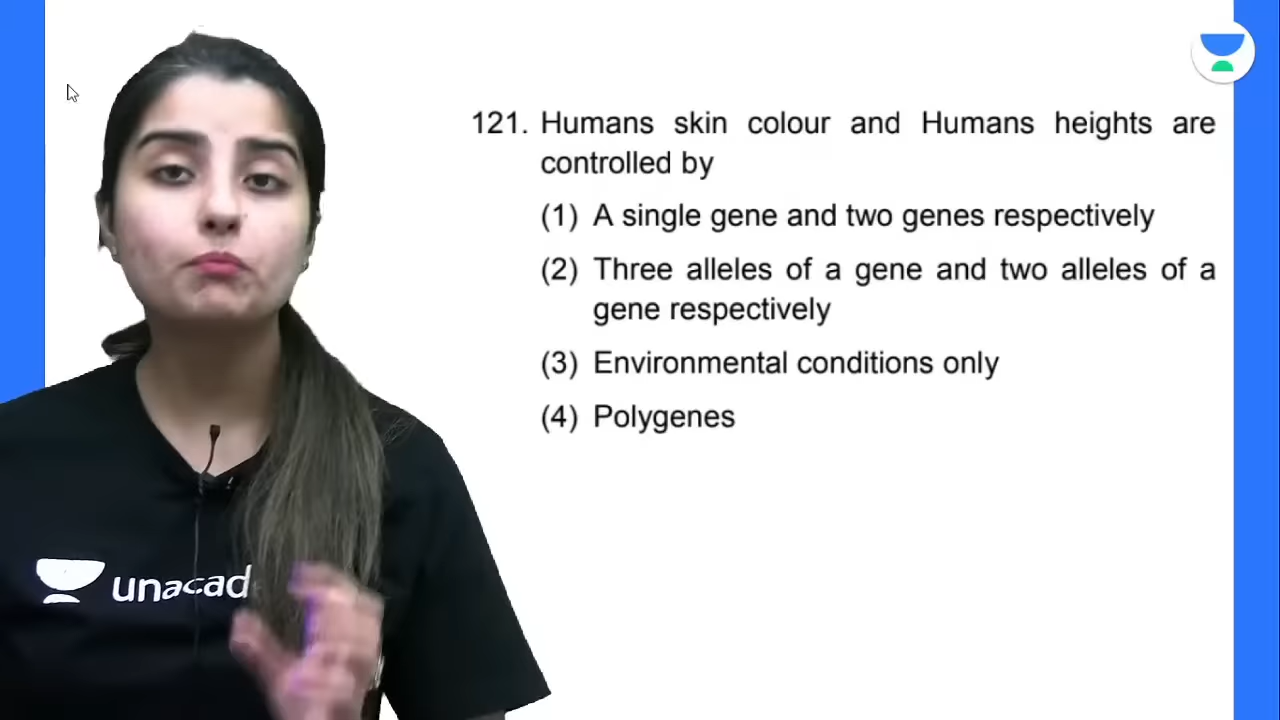 121. Humans skin colour and Humans heights are
controlled by
(1) A single gene and two genes respectively
(2) Three alleles of a gene and two alleles of a
gene respectively
(3) Environmental conditions only
(4) Polygenes
unacad